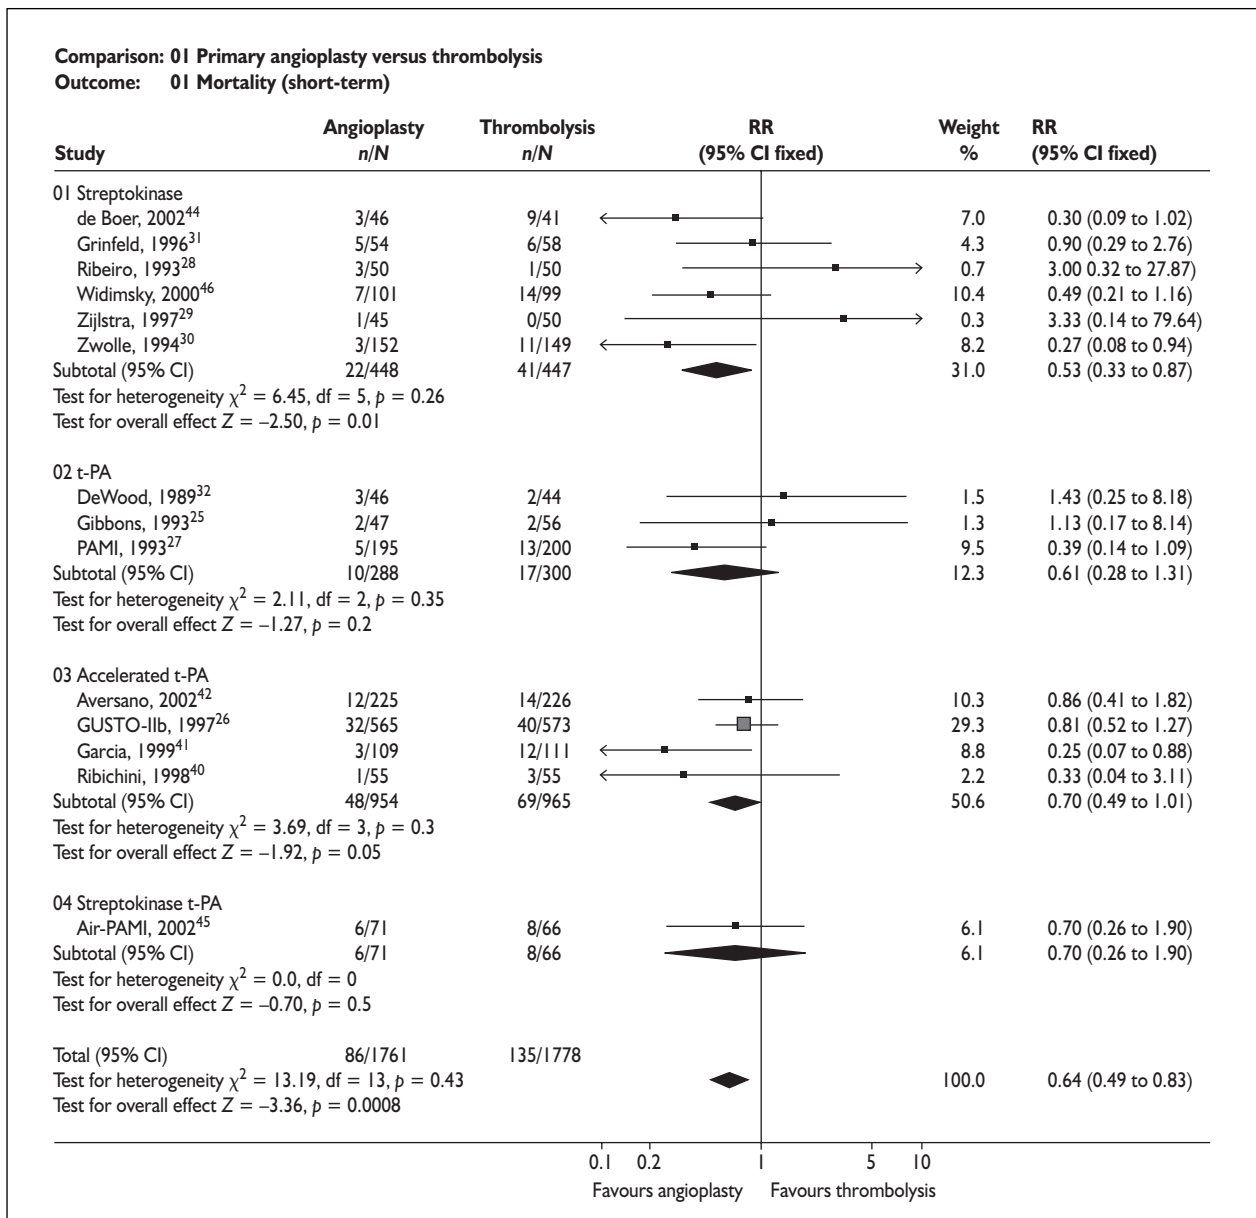 Comparison: 01 Primary angioplasty versus thrombolysis
Outcome: 01 Mortality (short-term)
Angioplasty Thrombolysis RR Weight RR
Study n/N n/N (95% CI fixed) % (95% CI fixed)
01 Streptokinase
de Boer, 2002⁴⁴ 3/46 9/41 7.0 0.30 (0.09 to 1.02)
Grinfeld, 1996³¹ 5/54 6/58 4.3 0.90 (0.29 to 2.76)
Ribeiro, 1993²⁸ 3/50 1/50 0.7 3.00 0.32 to 27.87)
Widimsky, 2000⁴⁶ 7/101 14/99 10.4 0.49 (0.21 to 1.16)
Zijlstra, 1997²⁹ 1/45 0/50 0.3 3.33 (0.14 to 79.64)
Zwolle, 1994³⁰ 3/152 11/149 8.2 0.27 (0.08 to 0.94)
Subtotal (95% CI) 22/448 41/447 31.0 0.53 (0.33 to 0.87)
Test for heterogeneity χ² = 6.45, df = 5, p = 0.26
Test for overall effect Z = –2.50, p = 0.01
02 t-PA
DeWood, 1989³² 3/46 2/44 1.5 1.43 (0.25 to 8.18)
Gibbons, 1993²⁵ 2/47 2/56 1.3 1.13 (0.17 to 8.14)
PAMI, 1993²⁷ 5/195 13/200 9.5 0.39 (0.14 to 1.09)
Subtotal (95% CI) 10/288 17/300 12.3 0.61 (0.28 to 1.31)
Test for heterogeneity χ² = 2.11, df = 2, p = 0.35
Test for overall effect Z = –1.27, p = 0.2
03 Accelerated t-PA
Aversano, 2002⁴² 12/225 14/226 10.3 0.86 (0.41 to 1.82)
GUSTO-IIb, 1997²⁶ 32/565 40/573 29.3 0.81 (0.52 to 1.27)
Garcia, 1999⁴¹ 3/109 12/111 8.8 0.25 (0.07 to 0.88)
Ribichini, 1998⁴⁰ 1/55 3/55 2.2 0.33 (0.04 to 3.11)
Subtotal (95% CI) 48/954 69/965 50.6 0.70 (0.49 to 1.01)
Test for heterogeneity χ² = 3.69, df = 3, p = 0.3
Test for overall effect Z = –1.92, p = 0.05
04 Streptokinase t-PA
Air-PAMI, 2002⁴⁵ 6/71 8/66 6.1 0.70 (0.26 to 1.90)
Subtotal (95% CI) 6/71 8/66 6.1 0.70 (0.26 to 1.90)
Test for heterogeneity χ² = 0.0, df = 0
Test for overall effect Z = –0.70, p = 0.5
Total (95% CI) 86/1761 135/1778
Test for heterogeneity χ² = 13.19, df = 13, p = 0.43 100.0 0.64 (0.49 to 0.83)
Test for overall effect Z = –3.36, p = 0.0008
0.1 0.2 1 5 10
Favours angioplasty Favours thrombolysis